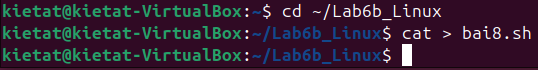 kietat@kietat-VirtualBox:~$ cd ~/Lab6b_Linux
kietat@kietat-VirtualBox:~/Lab6b_Linux$ cat > bai8.sh
kietat@kietat-VirtualBox:~/Lab6b_Linux$